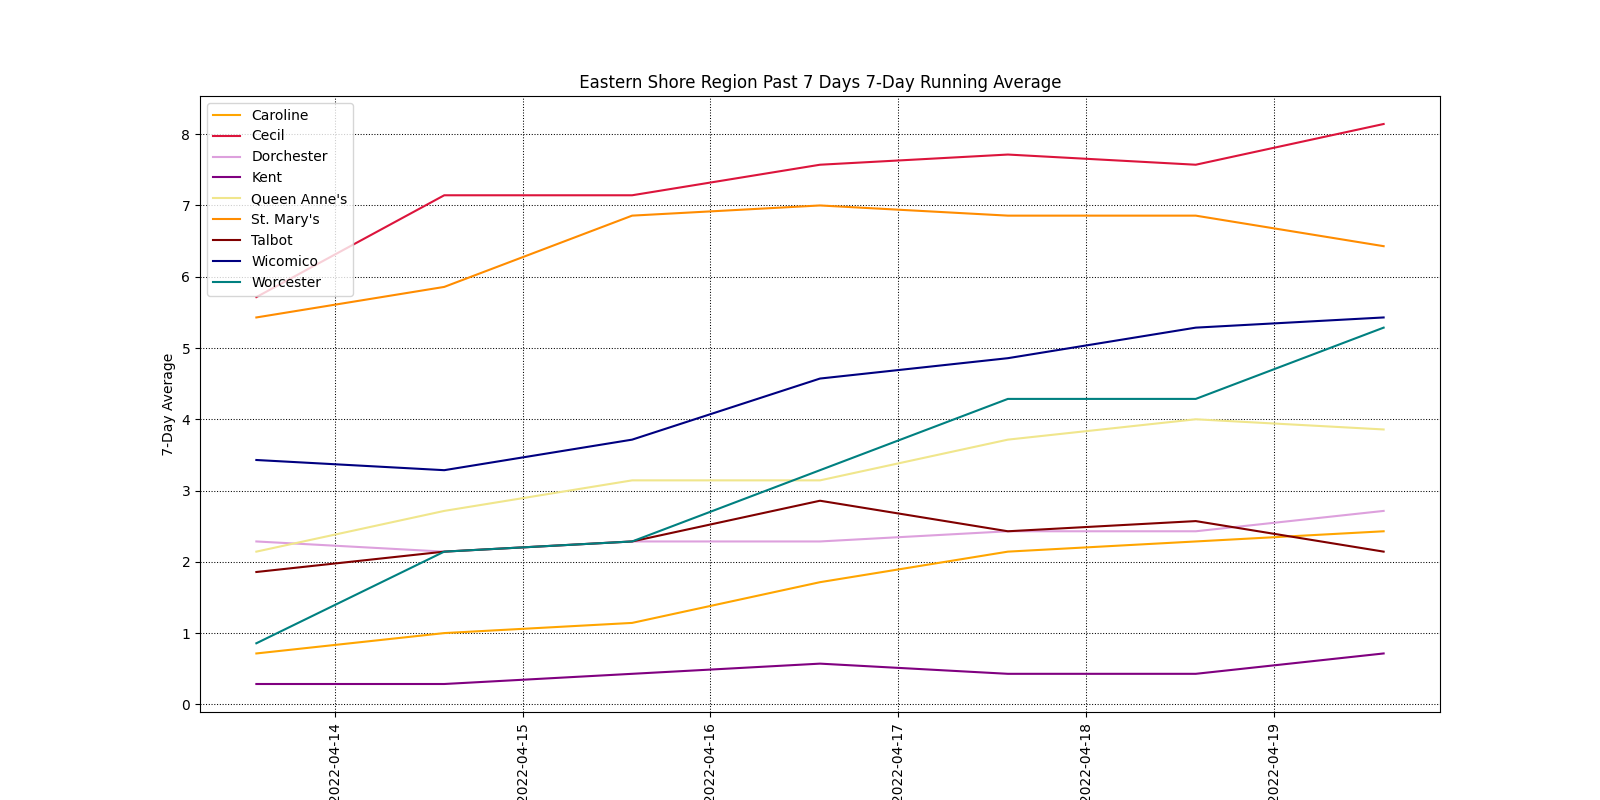 Eastern Shore Region Past 7 Days 7-Day Running Average
Caroline
Cecil
Dorchester
Kent
Queen Anne's
St. Mary's
Talbot
Wicomico
Worcester
8
7
6
5
4
3
2
1
0
7-Day Average
2022-04-14
2022-04-15
2022-04-16
2022-04-17
2022-04-18
2022-04-19